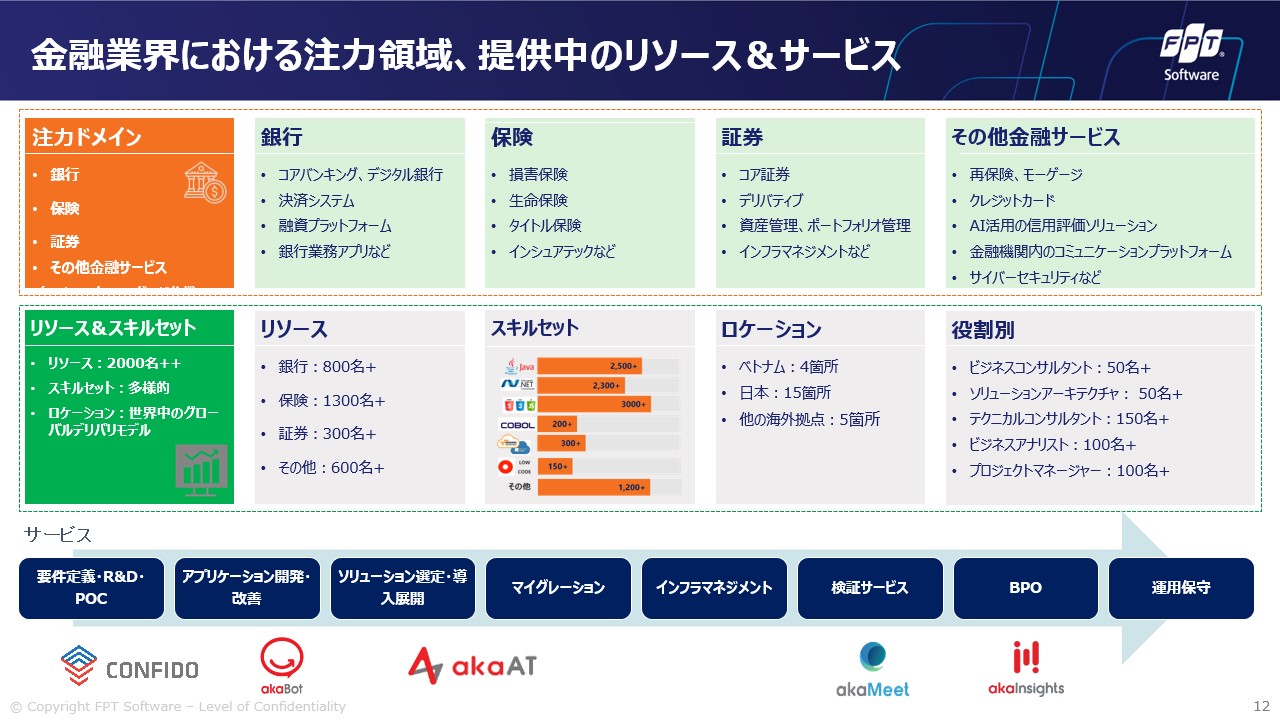 金融業界における注力領域、提供中のリソース＆サービス
FPT
Software
注力ドメイン
• 銀行
• 保険
• 証券
• その他金融サービス
銀行
• コアバンキング、デジタル銀行
• 決済システム
• 融資プラットフォーム
• 銀行業務アプリなど
保険
• 損害保険
• 生命保険
• タイトル保険
• インシュアテックなど
証券
• コア証券
• デリバティブ
• 資産管理、ポートフォリオ管理
• インフラマネジメントなど
その他金融サービス
• 再保険、モーゲージ
• クレジットカード
• AI活用の信用評価ソリューション
• 金融機関内のコミュニケーションプラットフォーム
• サイバーセキュリティなど
リソース＆スキルセット
• リソース：2000名++
• スキルセット：多様的
• ロケーション：世界中のグロー
バルデリバリモデル
リソース
• 銀行：800名+
• 保険：1300名+
• 証券：300名+
• その他：600名+
スキルセット
Java 2,500+
.NET 2,300+
3000+
COBOL 200+
300+
LOW
CODE 150+
その他 1,200+
ロケーション
• ベトナム：4箇所
• 日本：15箇所
• 他の海外拠点：5箇所
役割別
• ビジネスコンサルタント：50名+
• ソリューションアーキテクチャ： 50名+
• テクニカルコンサルタント：150名+
• ビジネスアナリスト：100名+
• プロジェクトマネージャー：100名+
サービス
要件定義・R&D・
POC
アプリケーション開発・
改善
ソリューション選定・導
入展開
マイグレーション
インフラマネジメント
検証サービス
BPO
運用保守
CONFIDO
akaBot
akaAT
akaMeet
akaInsights
© Copyright FPT Software – Level of Confidentiality
12